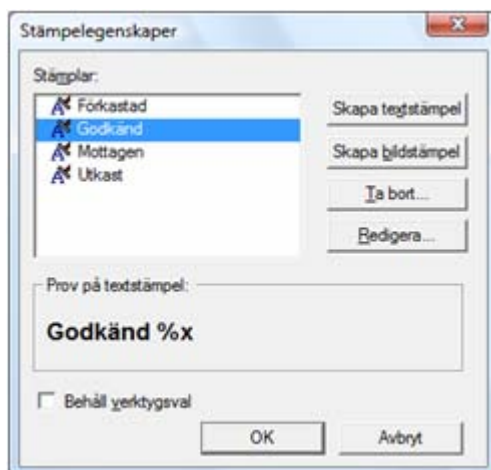 Stämpelegenskaper
Stämplar:
Förkastad
Godkänd
Mottagen
Utkast
Skapa textstämpel
Skapa bildstämpel
Ta bort...
Redigera...
Prov på textstämpel:
Godkänd %x
Behåll verktygsval
OK
Avbryt